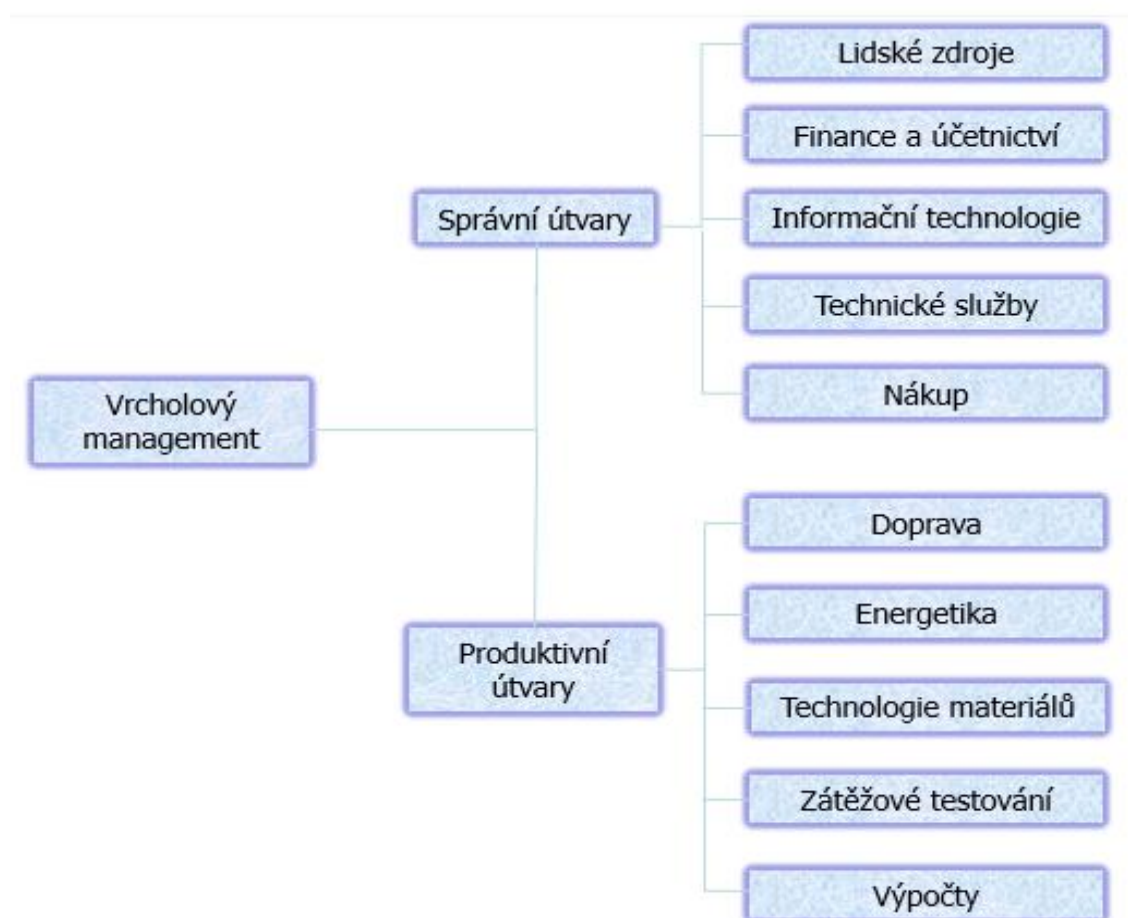 Lidské zdroje
Finance a účetnictví
Správní útvary
Informační technologie
Technické služby
Nákup
Vrcholový
management
Doprava
Energetika
Produktivní
útvary
Technologie materiálů
Zátěžové testování
Výpočty